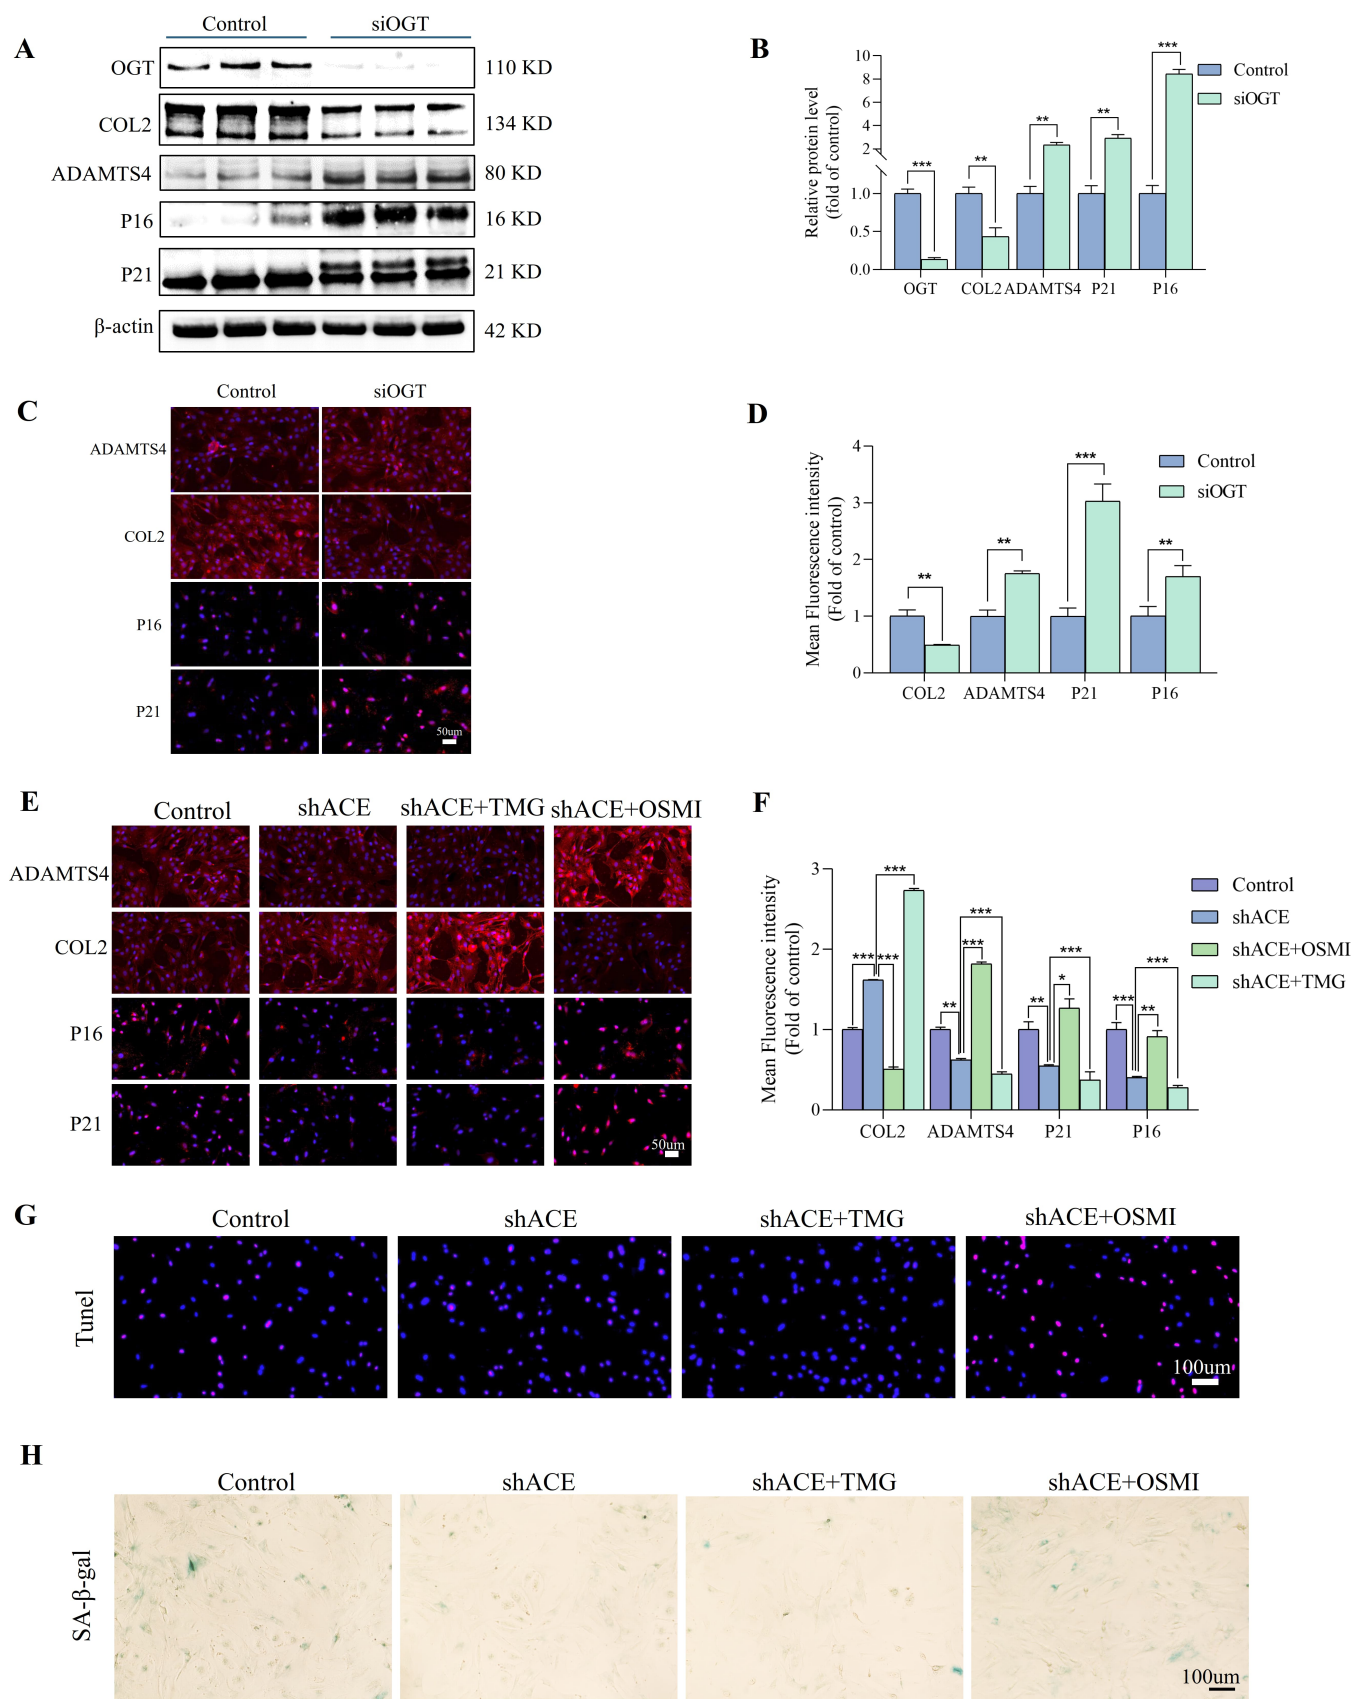 A
Control siOGT
OGT 110 KD
COL2 134 KD
ADAMTS4 80 KD
P16 16 KD
P21 21 KD
β-actin 42 KD
B
Relative protein level
(fold of control)
10
8
6
4
2
1.0
0.5
0.0
*** ** ** ** ***
OGT COL2 ADAMTS4 P21 P16
Control
siOGT
C
Control siOGT
ADAMTS4
COL2
P16
P21
50um
D
Mean Fluorescence intensity
(Fold of control)
4
3
2
1
0
** ** *** **
COL2 ADAMTS4 P21 P16
Control
siOGT
E
Control shACE shACE+TMG shACE+OSMI
ADAMTS4
COL2
P16
P21
50um
F
Mean Fluorescence intensity
(Fold of control)
3
2
1
0
*** *** ***
** *** ***
** * ***
*** ** ***
COL2 ADAMTS4 P21 P16
Control
shACE
shACE+OSMI
shACE+TMG
G
Control shACE shACE+TMG shACE+OSMI
Tunel
100um
H
Control shACE shACE+TMG shACE+OSMI
SA-β-gal
100um